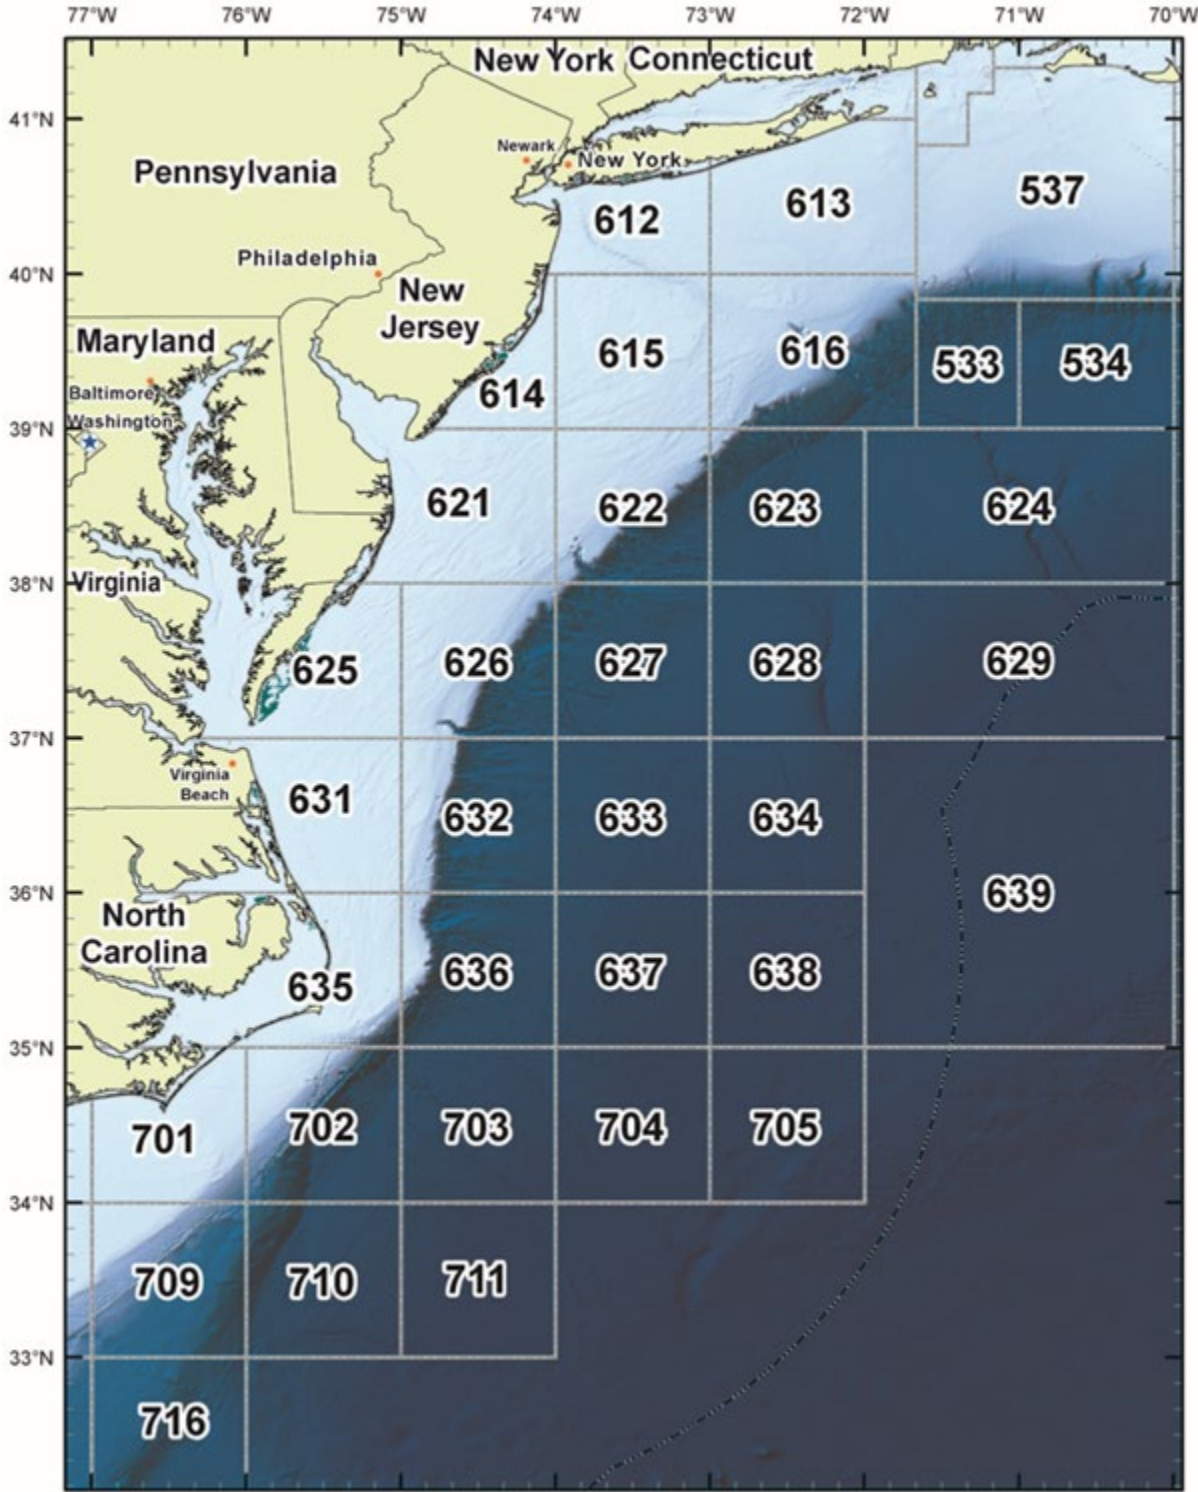 77°W 76°W 75°W 74°W 73°W 72°W 71°W 70°W
New York Connecticut
41°N
Newark
New York
Pennsylvania
537
613
612
Philadelphia
40°N
New
Jersey
Maryland
615 616 533 534
Baltimore
614
Washington
39°N
621 622 623 624
38°N
Virginia
625 626 627 628 629
37°N
Virginia
Beach
631 632 633 634
36°N
639
North
Carolina
635 636 637 638
35°N
701 702 703 704 705
34°N
709 710 711
33°N
716